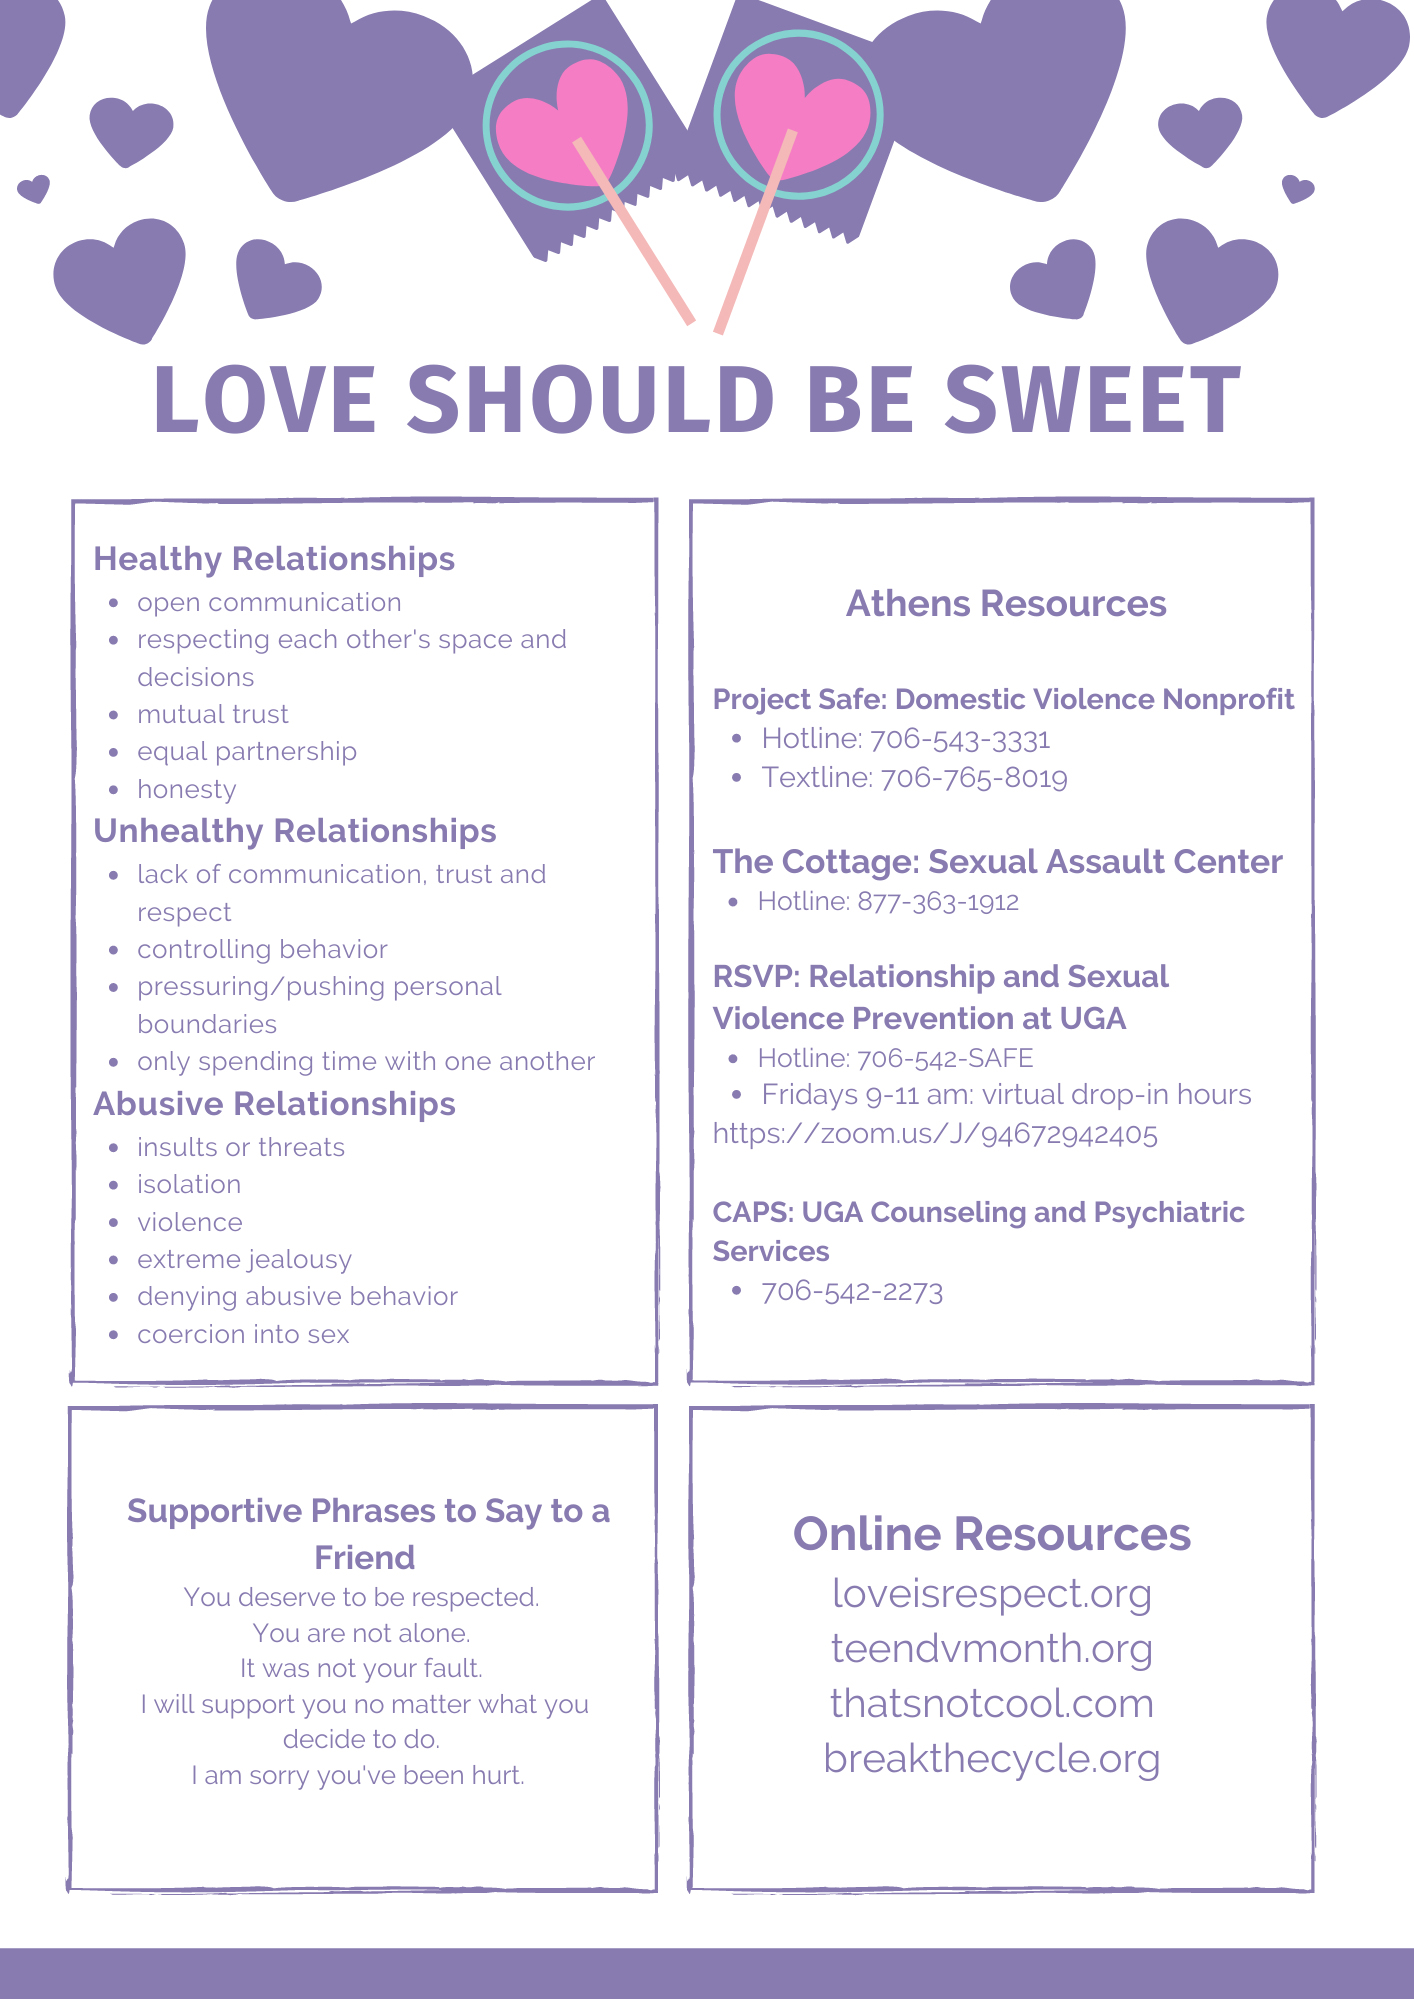 LOVE SHOULD BE SWEET
Healthy Relationships
• open communication
• respecting each other's space and
decisions
• mutual trust
• equal partnership
• honesty
Unhealthy Relationships
• lack of communication, trust and
respect
• controlling behavior
• pressuring/pushing personal
boundaries
• only spending time with one another
Abusive Relationships
• insults or threats
• isolation
• violence
• extreme jealousy
• denying abusive behavior
• coercion into sex
Athens Resources
Project Safe: Domestic Violence Nonprofit
• Hotline: 706-543-3331
• Textline: 706-765-8019
The Cottage: Sexual Assault Center
• Hotline: 877-363-1912
RSVP: Relationship and Sexual
Violence Prevention at UGA
• Hotline: 706-542-SAFE
• Fridays 9-11 am: virtual drop-in hours
https://zoom.us/J/94672942405
CAPS: UGA Counseling and Psychiatric
Services
• 706-542-2273
Supportive Phrases to Say to a
Friend
You deserve to be respected.
You are not alone.
It was not your fault.
I will support you no matter what you
decide to do.
I am sorry you've been hurt.
Online Resources
loveisrespect.org
teendvmonth.org
thatsnotcool.com
breakthecycle.org